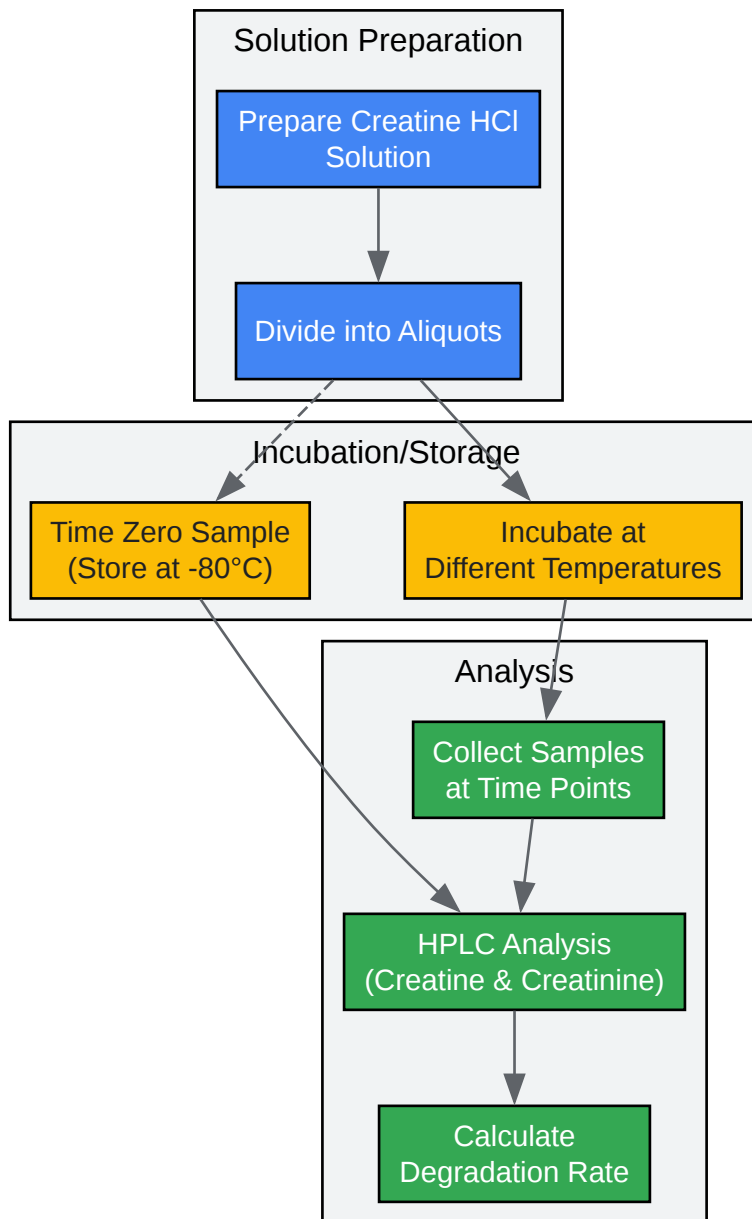 Solution Preparation
Prepare Creatine HCl
Solution
Divide into Aliquots
Incubation/Storage
Time Zero Sample
(Store at -80°C)
Incubate at
Different Temperatures
Analysis
Collect Samples
at Time Points
HPLC Analysis
(Creatine & Creatinine)
Calculate
Degradation Rate